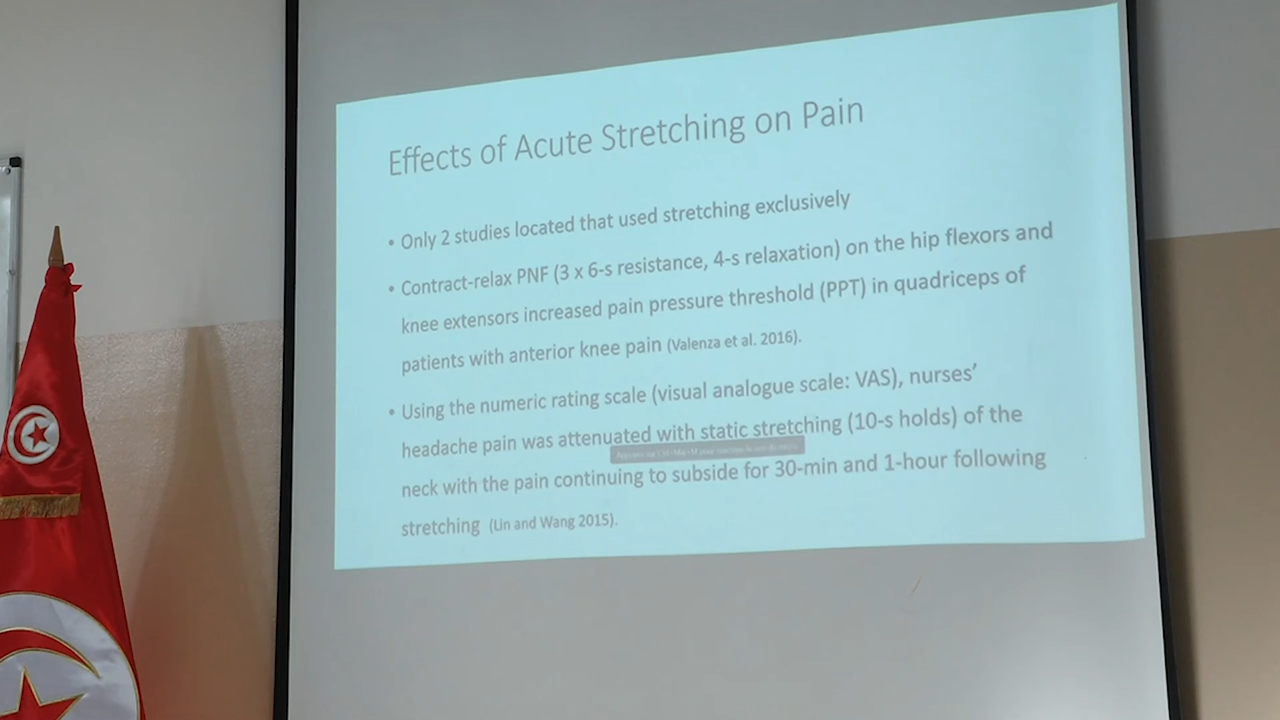 Effects of Acute Stretching on Pain
• Only 2 studies located that used stretching exclusively
• Contract-relax PNF (3 x 6-s resistance, 4-s relaxation) on the hip flexors and
knee extensors increased pain pressure threshold (PPT) in quadriceps of
patients with anterior knee pain (Valenza et al. 2016).
• Using the numeric rating scale (visual analogue scale: VAS), nurses’
headache pain was attenuated with static stretching (10-s holds) of the
neck with the pain continuing to subside for 30-min and 1-hour following
stretching (Lin and Wang 2015).